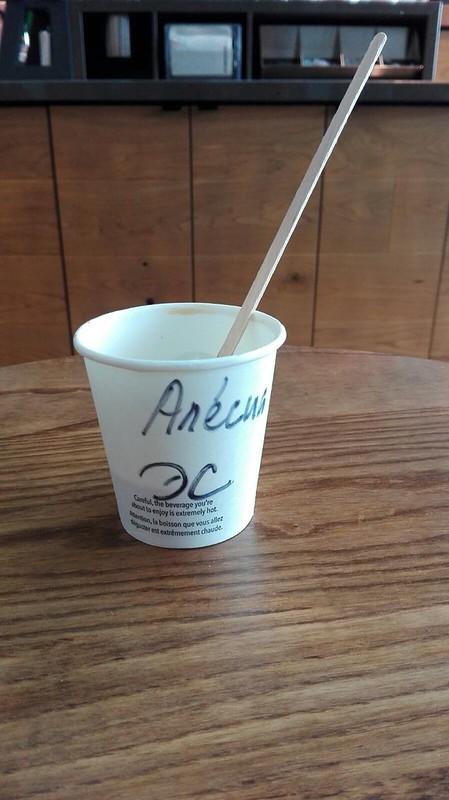 Алéсия
ЭС
Careful, the beverage you're
about to enjoy is extremely hot.
Attention, la boisson que vous allez
déguster est extrêmement chaude.